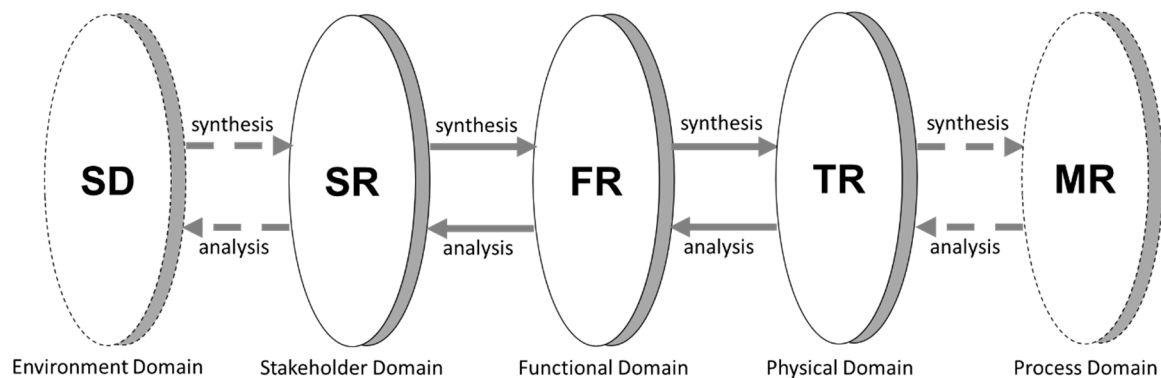 synthesis synthesis synthesis synthesis
SD SR FR TR MR
analysis analysis analysis analysis
Environment Domain Stakeholder Domain Functional Domain Physical Domain Process Domain